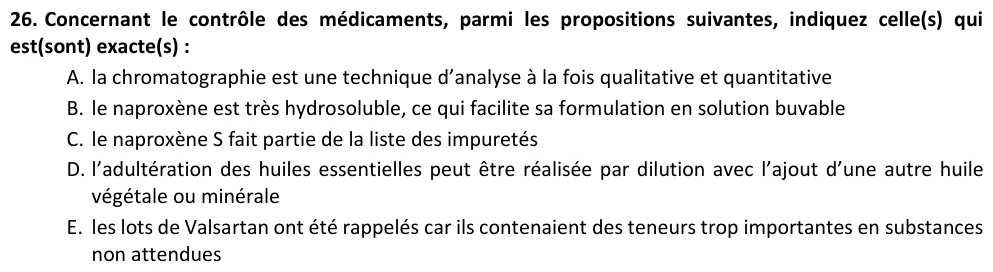 26. Concernant le contrôle des médicaments, parmi les propositions suivantes, indiquez celle(s) qui
est(sont) exacte(s) :
A. la chromatographie est une technique d’analyse à la fois qualitative et quantitative
B. le naproxène est très hydrosoluble, ce qui facilite sa formulation en solution buvable
C. le naproxène S fait partie de la liste des impuretés
D. l’adultération des huiles essentielles peut être réalisée par dilution avec l’ajout d’une autre huile
végétale ou minérale
E. les lots de Valsartan ont été rappelés car ils contenaient des teneurs trop importantes en substances
non attendues